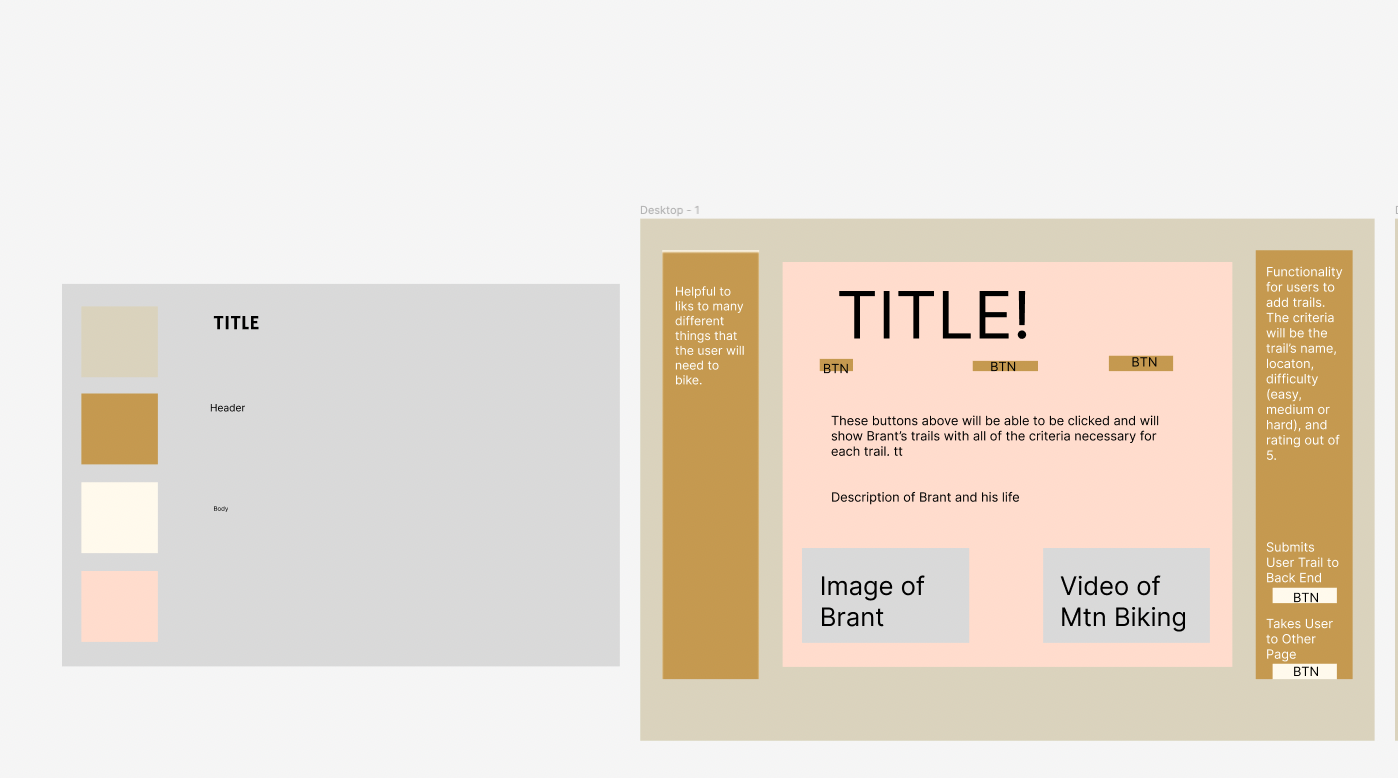 TITLE
Header
Body
Desktop - 1
Helpful to
liks to many
different
things that
the user will
need to
bike.
TITLE!
BTN
BTN
BTN
These buttons above will be able to be clicked and will
show Brant’s trails with all of the criteria necessary for
each trail. tt
Description of Brant and his life
Image of
Brant
Video of
Mtn Biking
Functionality
for users to
add trails.
The criteria
will be the
trail’s name,
locaton,
difficulty
(easy,
medium or
hard), and
rating out of
5.
Submits
User Trail to
Back End
BTN
Takes User
to Other
Page
BTN